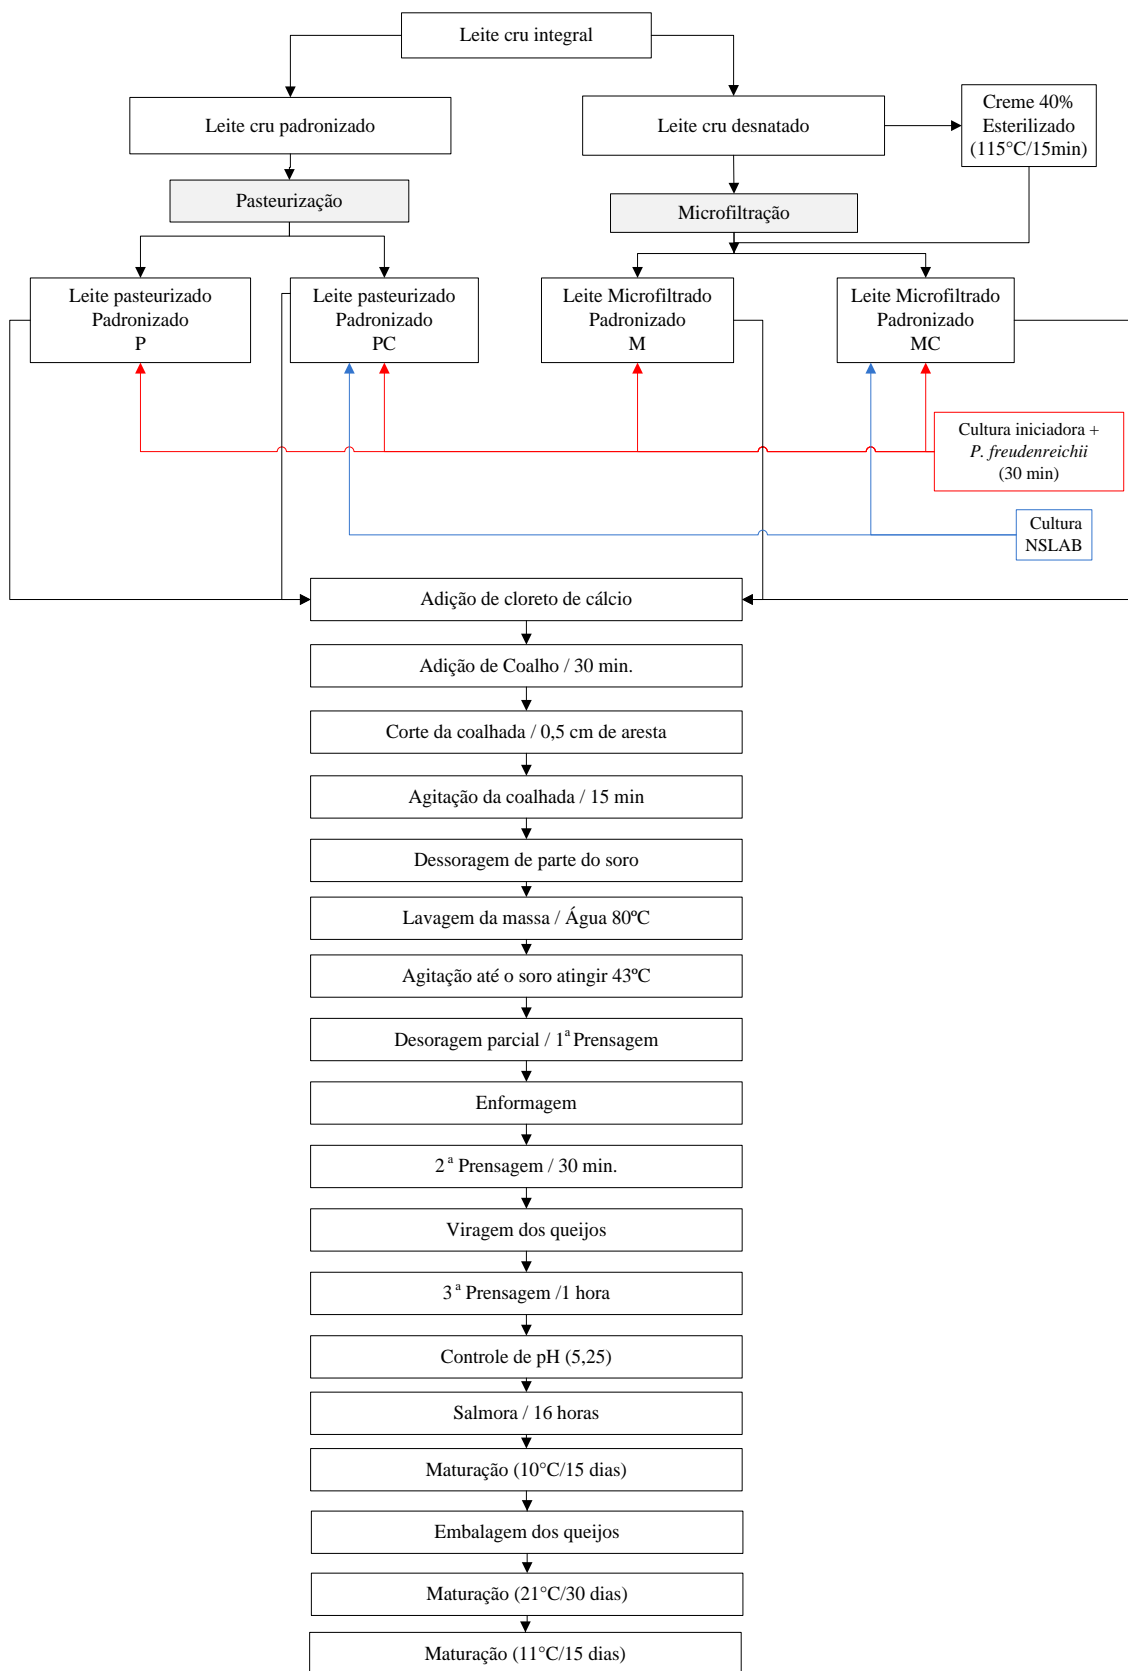 Leite cru integral
Leite cru padronizado
Leite cru desnatado
Creme 40%
Esterilizado
(115°C/15min)
Pasteurização
Microfiltração
Leite pasteurizado
Padronizado
P
Leite pasteurizado
Padronizado
PC
Leite Microfiltrado
Padronizado
M
Leite Microfiltrado
Padronizado
MC
Cultura iniciadora +
P. freudenreichii
(30 min)
Cultura
NSLAB
Adição de cloreto de cálcio
Adição de Coalho / 30 min.
Corte da coalhada / 0,5 cm de aresta
Agitação da coalhada / 15 min
Dessoragem de parte do soro
Lavagem da massa / Água 80ºC
Agitação até o soro atingir 43ºC
Desoragem parcial / 1ª Prensagem
Enformagem
2ª Prensagem / 30 min.
Viragem dos queijos
3ª Prensagem /1 hora
Controle de pH (5,25)
Salmora / 16 horas
Maturação (10°C/15 dias)
Embalagem dos queijos
Maturação (21°C/30 dias)
Maturação (11°C/15 dias)